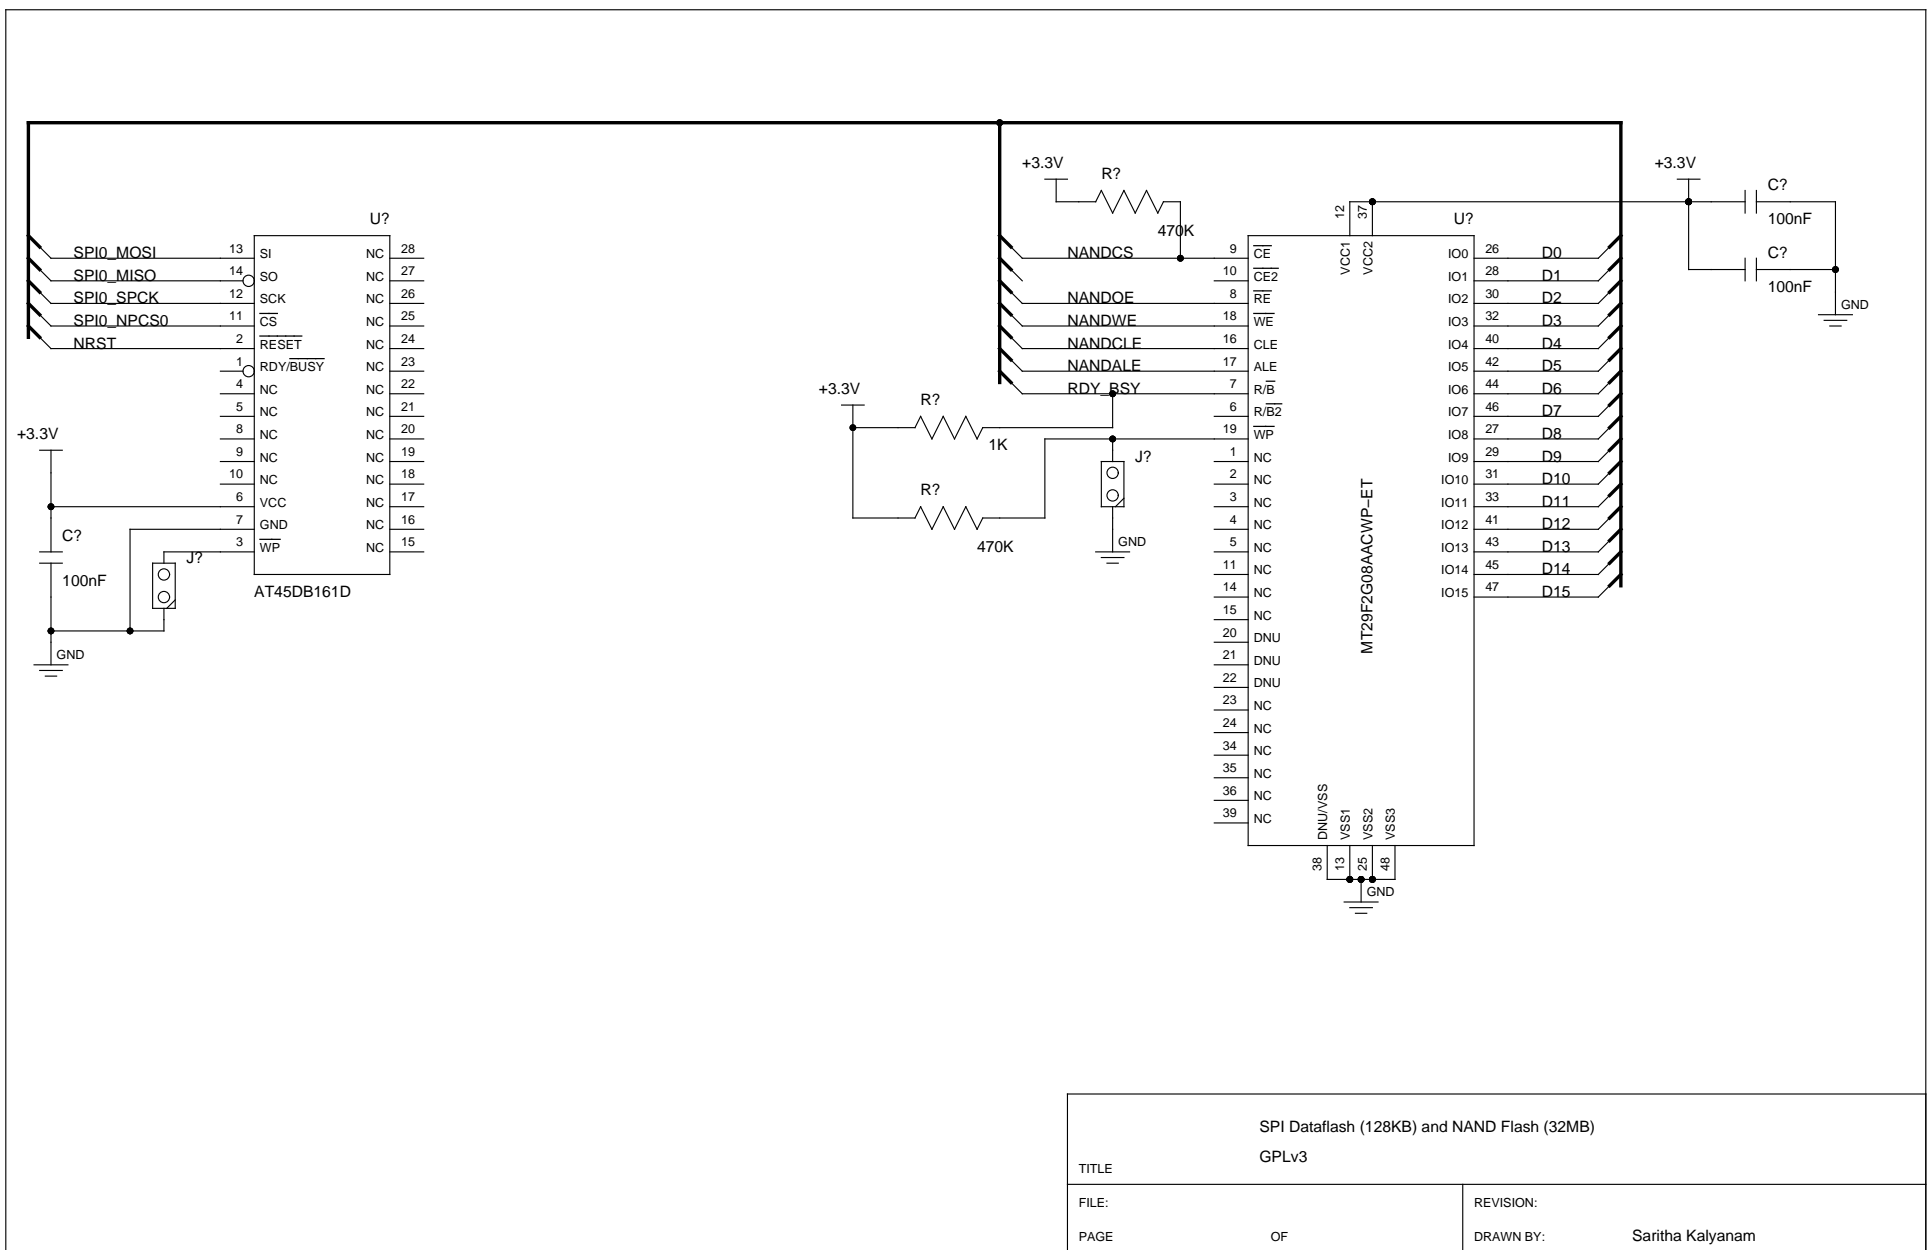 +3.3V
R?
470K
+3.3V
C?
100nF
C?
100nF
GND
U?
SPI0_MOSI 13 SI NC 28
SPI0_MISO 14 SO NC 27
SPI0_SPCK 12 SCK NC 26
SPI0_NPCS0 11 CS NC 25
NRST 2 RESET NC 24
1 RDY/BUSY NC 23
4 NC NC 22
5 NC NC 21
8 NC NC 20
9 NC NC 19
10 NC NC 18
6 VCC NC 17
7 GND NC 16
3 WP NC 15
AT45DB161D
+3.3V
C?
100nF
J?
GND
U?
12 37
VCC1 VCC2
NANDCS 9 CE IO0 26 D0
10 CE2 IO1 28 D1
NANDOE 8 RE IO2 30 D2
NANDWE 18 WE IO3 32 D3
NANDCLE 16 CLE IO4 40 D4
NANDALE 17 ALE IO5 42 D5
RDY_BSY 7 R/B IO6 44 D6
6 R/B2 IO7 46 D7
19 WP IO8 27 D8
1 NC IO9 29 D9
2 NC IO10 31 D10
3 NC IO11 33 D11
4 NC IO12 41 D12
5 NC IO13 43 D13
11 NC IO14 45 D14
14 NC IO15 47 D15
15 NC
20 DNU
21 DNU
22 DNU
23 NC
24 NC
34 NC
35 NC
36 NC
39 NC
MT29F2G08AACWP-ET
DNU/VSS VSS1 VSS2 VSS3
38 13 25 48
GND
+3.3V
R?
1K
R?
470K
J?
GND
SPI Dataflash (128KB) and NAND Flash (32MB)
GPLv3
TITLE
FILE:
REVISION:
PAGE OF
DRAWN BY: Saritha Kalyanam